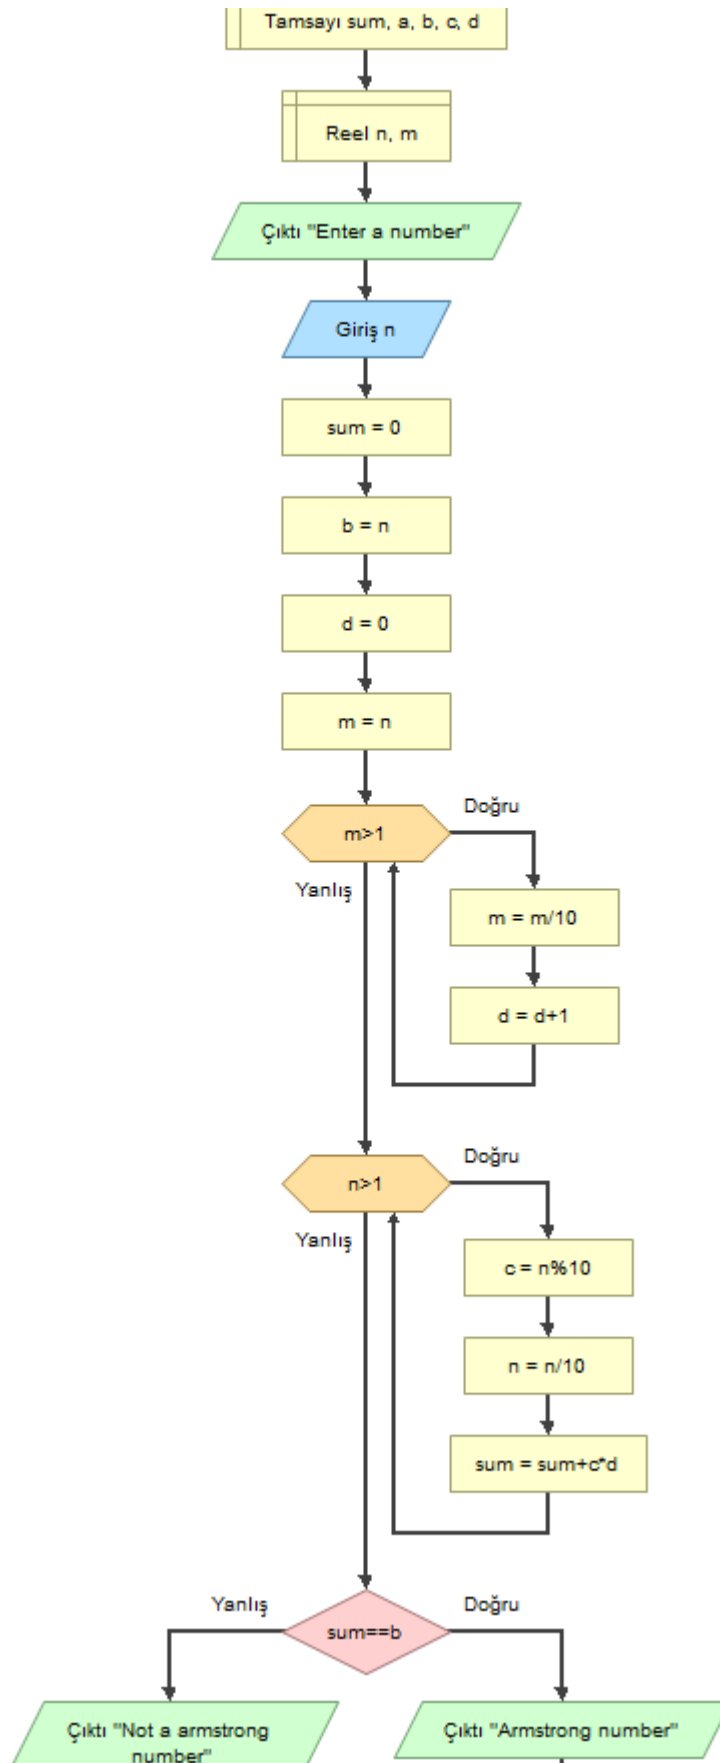 Tamsayı sum, a, b, c, d
Reel n, m
Çıktı "Enter a number"
Giriş n
sum = 0
b = n
d = 0
m = n
m>1
Doğru
Yanlış
m = m/10
d = d+1
n>1
Doğru
Yanlış
c = n%10
n = n/10
sum = sum+c*d
sum==b
Yanlış
Doğru
Çıktı "Not a armstrong
number"
Çıktı "Armstrong number"